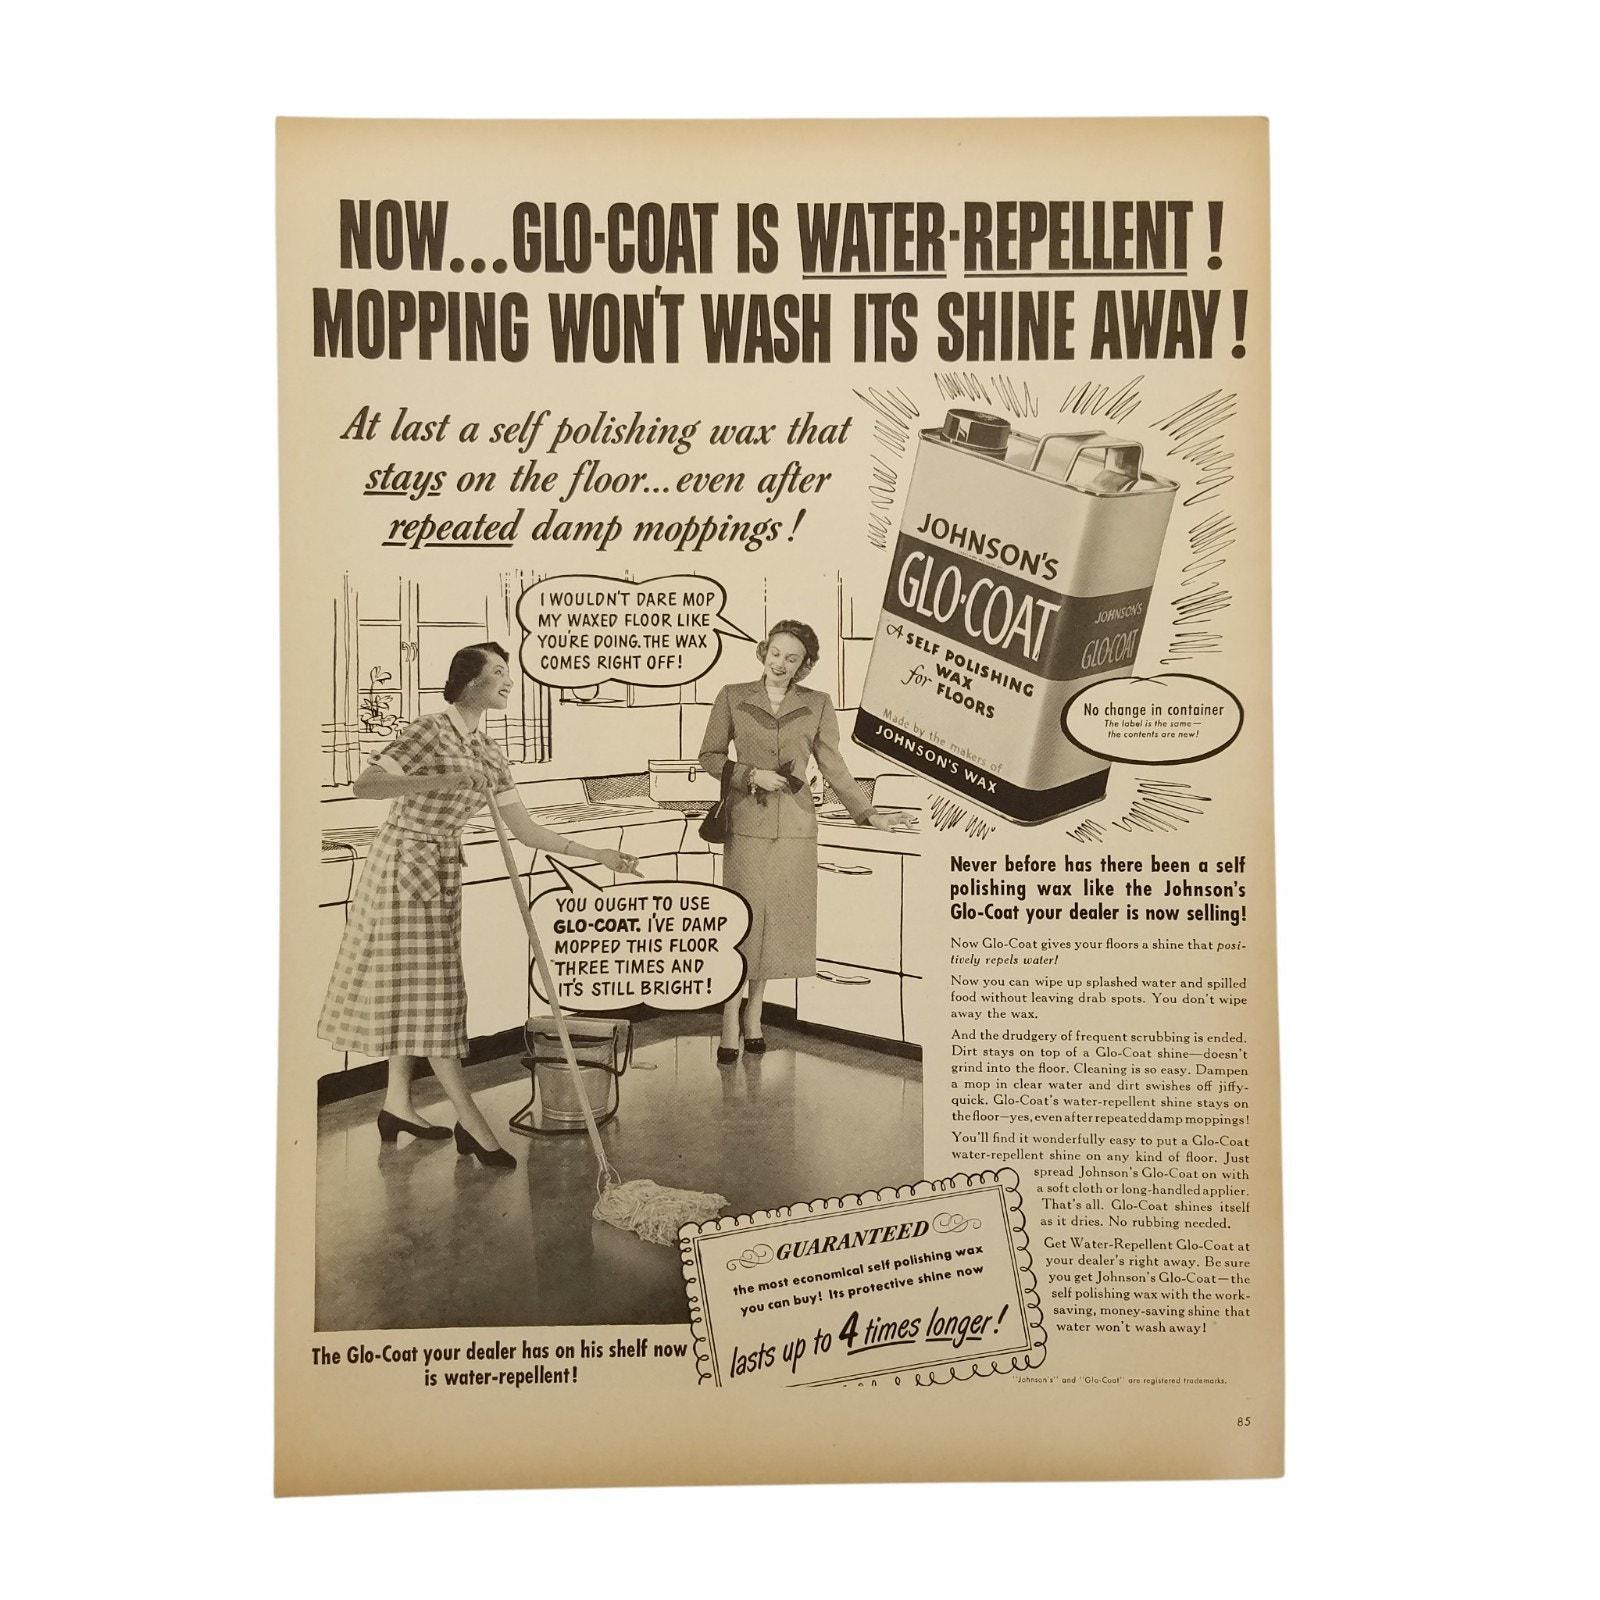 NOW...GLO-COAT IS WATER-REPELLENT!
MOPPING WON'T WASH ITS SHINE AWAY!
At last a self polishing wax that
stays on the floor...even after
repeated damp moppings!
I WOULDN'T DARE MOP
MY WAXED FLOOR LIKE
YOU'RE DOING. THE WAX
COMES RIGHT OFF!
YOU OUGHT TO USE
GLO-COAT. I'VE DAMP
MOPPED THIS FLOOR
THREE TIMES AND
IT'S STILL BRIGHT!
JOHNSON'S
GLO-COAT
A SELF POLISHING
WAX
for FLOORS
Made by the makers of
JOHNSON'S WAX
JOHNSON'S
GLO-COAT
No change in container
The label is the same—
the contents are new!
Never before has there been a self
polishing wax like the Johnson's
Glo-Coat your dealer is now selling!
Now Glo-Coat gives your floors a shine that posi-
tively repels water!
Now you can wipe up splashed water and spilled
food without leaving drab spots. You don't wipe
away the wax.
And the drudgery of frequent scrubbing is ended.
Dirt stays on top of a Glo-Coat shine—doesn't
grind into the floor. Cleaning is so easy. Dampen
a mop in clear water and dirt swishes off jiffy-
quick. Glo-Coat's water-repellent shine stays on
the floor—yes, even after repeated damp moppings!
You'll find it wonderfully easy to put a Glo-Coat
water-repellent shine on any kind of floor. Just
spread Johnson's Glo-Coat on with
a soft cloth or long-handled applier.
That's all. Glo-Coat shines itself
as it dries. No rubbing needed.
Get Water-Repellent Glo-Coat at
your dealer's right away. Be sure
you get Johnson's Glo-Coat—the
self polishing wax with the work-
saving, money-saving shine that
water won't wash away!
GUARANTEED
the most economical self polishing wax
you can buy! Its protective shine now
lasts up to 4 times longer!
The Glo-Coat your dealer has on his shelf now
is water-repellent!
"Johnson's" and "Glo-Coat" are registered trademarks.
85